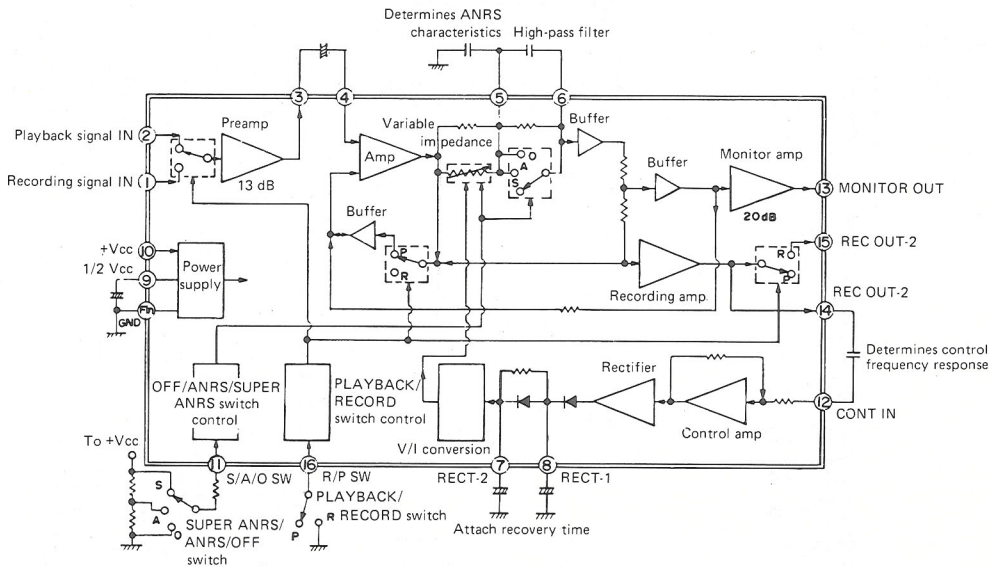 Determines ANRS
characteristics
High-pass filter
3
4
5
6
Playback signal IN
2
Recording signal IN
1
Preamp
13 dB
Amp
Variable
impedance
A
O
S
Buffer
Buffer
Monitor amp
20dB
13
MONITOR OUT
Buffer
P
R
Recording amp.
R
P
15
REC OUT-2
REC OUT-2
14
+Vcc
10
1/2 Vcc
9
Fin
GND
Power
supply
OFF/ANRS/SUPER
ANRS switch
control
PLAYBACK/
RECORD
switch control
V/I conversion
Rectifier
Control amp
Determines control
frequency response
12
CONT IN
To +Vcc
11
S/A/O SW
16
R/P SW
RECT-2
7
8
RECT-1
S
A
O
SUPER ANRS/
ANRS/OFF
switch
PLAYBACK/
R RECORD switch
P
Attach recovery time